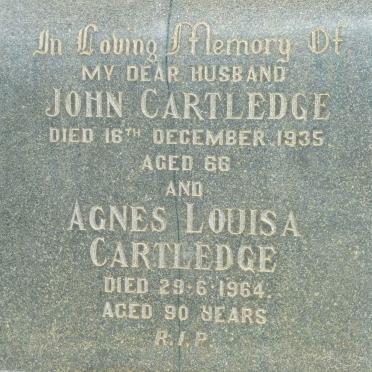 In Loving Memory Of
MY DEAR HUSBAND
JOHN CARTLEDGE
DIED 16TH DECEMBER 1935.
AGED 66
AND
AGNES LOUISA
CARTLEDGE
DIED 29·6·1964.
AGED 90 YEARS
R.I.P.